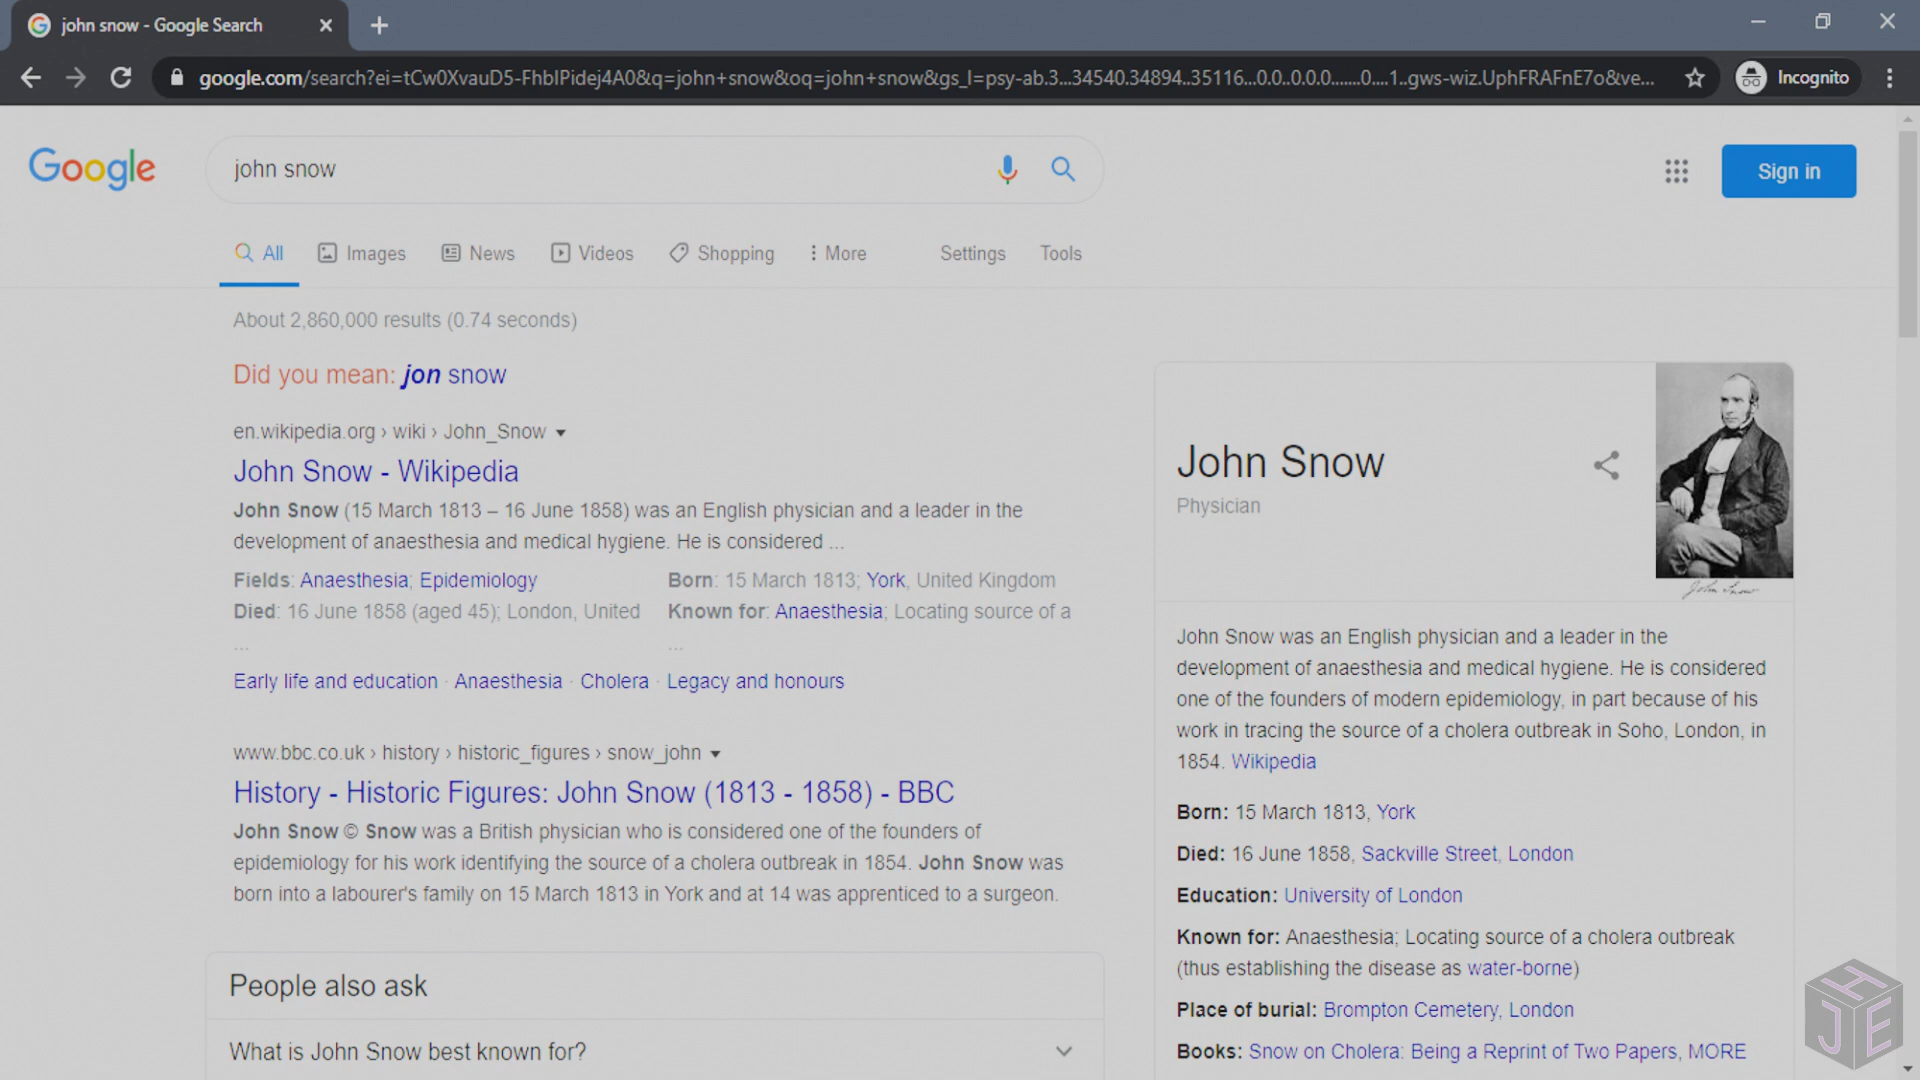 john snow - Google Search
google.com/search?ei=tCw0XvauD5-FhbIPidej4A0&q=john+snow&oq=john+snow&gs_l=psy-ab.3...34540.34894..35116...0.0..0.0.0.......0....1..gws-wiz.UphFRAFnE7o&ve...
Incognito
Google
john snow
Sign in
All
Images
News
Videos
Shopping
More
Settings
Tools
About 2,860,000 results (0.74 seconds)
Did you mean: jon snow
en.wikipedia.org › wiki › John_Snow
John Snow - Wikipedia
John Snow (15 March 1813 – 16 June 1858) was an English physician and a leader in the
development of anaesthesia and medical hygiene. He is considered ...
Fields: Anaesthesia; Epidemiology
Born: 15 March 1813; York, United Kingdom
Died: 16 June 1858 (aged 45); London, United
...
Known for: Anaesthesia; Locating source of a
...
Early life and education · Anaesthesia · Cholera · Legacy and honours
www.bbc.co.uk › history › historic_figures › snow_john
History - Historic Figures: John Snow (1813 - 1858) - BBC
John Snow © Snow was a British physician who is considered one of the founders of
epidemiology for his work identifying the source of a cholera outbreak in 1854. John Snow was
born into a labourer's family on 15 March 1813 in York and at 14 was apprenticed to a surgeon.
People also ask
What is John Snow best known for?
John Snow
Physician
John Snow
John Snow was an English physician and a leader in the
development of anaesthesia and medical hygiene. He is considered
one of the founders of modern epidemiology, in part because of his
work in tracing the source of a cholera outbreak in Soho, London, in
1854. Wikipedia
Born: 15 March 1813, York
Died: 16 June 1858, Sackville Street, London
Education: University of London
Known for: Anaesthesia; Locating source of a cholera outbreak
(thus establishing the disease as water-borne)
Place of burial: Brompton Cemetery, London
Books: Snow on Cholera: Being a Reprint of Two Papers, MORE
HJE